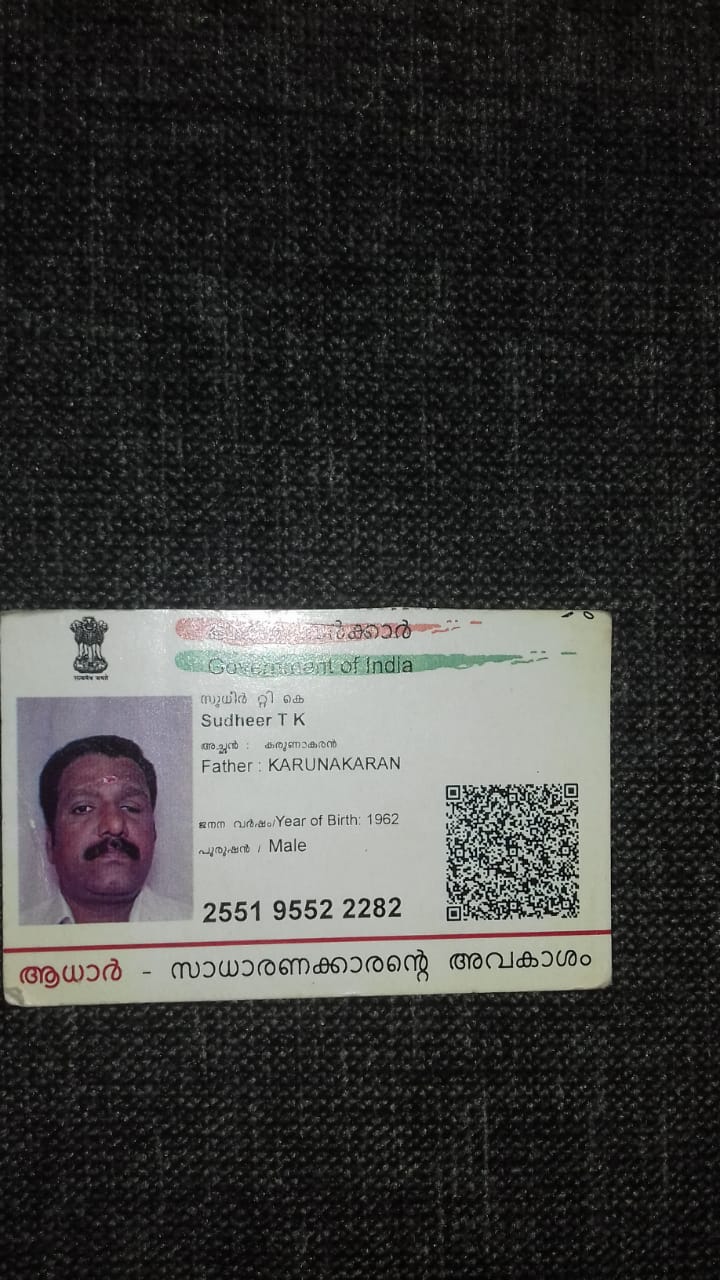 സർക്കാർ
Government of India
സുധീർ റ്റി കെ
Sudheer T K
അച്ഛൻ : കരുണാകരൻ
Father : KARUNAKARAN
ജനന വർഷം/Year of Birth: 1962
പുരുഷൻ / Male
2551 9552 2282
ആധാർ - സാധാരണക്കാരന്റെ അവകാശം